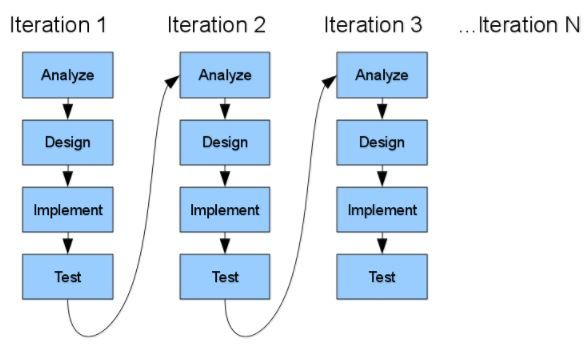 Iteration 1
Iteration 2
Iteration 3
...Iteration N
Analyze
Design
Implement
Test
Analyze
Design
Implement
Test
Analyze
Design
Implement
Test